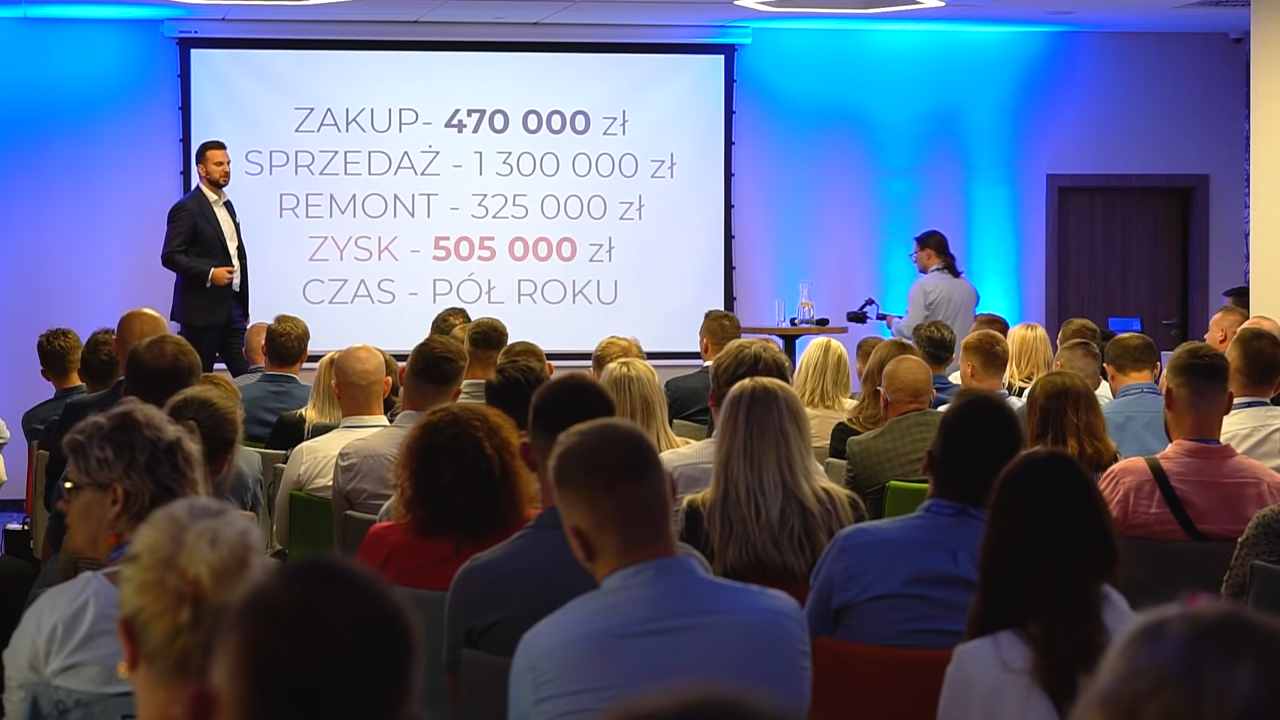 ZAKUP- 470 000 zł
SPRZEDAŻ - 1 300 000 zł
REMONT - 325 000 zł
ZYSK - 505 000 zł
CZAS - PÓŁ ROKU